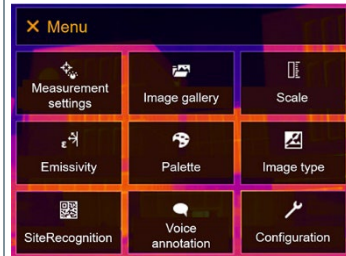 × Menu
Measurement
settings
Image gallery
Scale
ε
Emissivity
Palette
Image type
SiteRecognition
Voice
annotation
Configuration